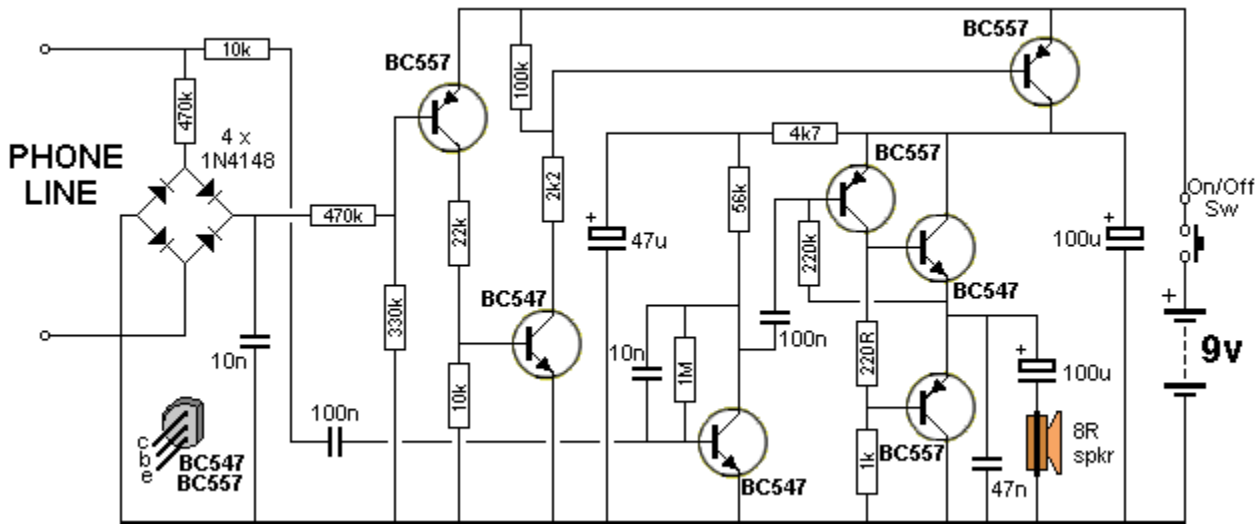 10k
BC557
BC557
470k
100k
4 x
1N4148
PHONE
LINE
4k7
BC557
On/Off
Sw
470k
22k
2k2
47u
56k
220k
100u
BC547
BC547
+
+
+
+
330k
10n
10n
1M
100n
220R
100u
9v
10k
100n
c
b
e
BC547
BC557
BC547
1k
BC557
47n
8R
spkr